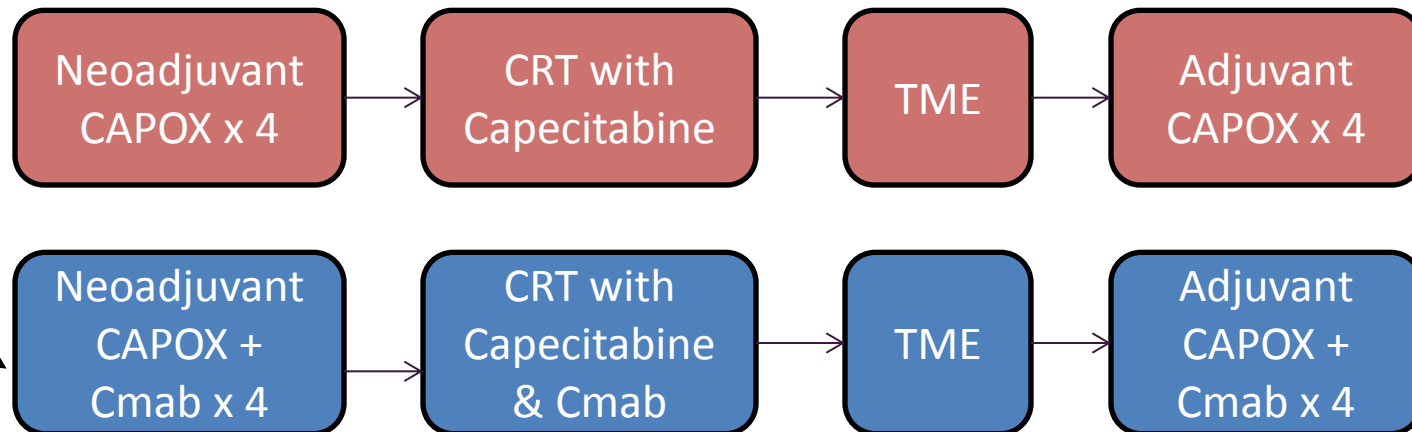 Neoadjuvant
CAPOX x 4
CRT with
Capecitabine
TME
Adjuvant
CAPOX x 4
Neoadjuvant
CAPOX +
Cmab x 4
CRT with
Capecitabine
& Cmab
TME
Adjuvant
CAPOX +
Cmab x 4